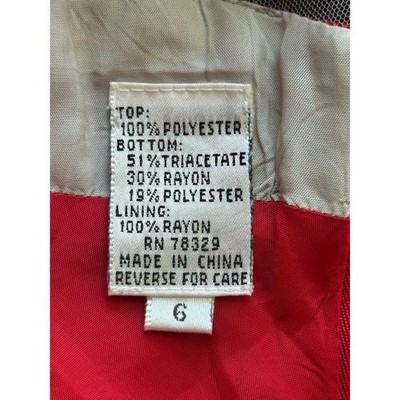 TOP:
100% POLYESTER
BOTTOM:
51% TRIACETATE
30% RAYON
19% POLYESTER
LINING:
100% RAYON
RN 78329
MADE IN CHINA
REVERSE FOR CARE
6